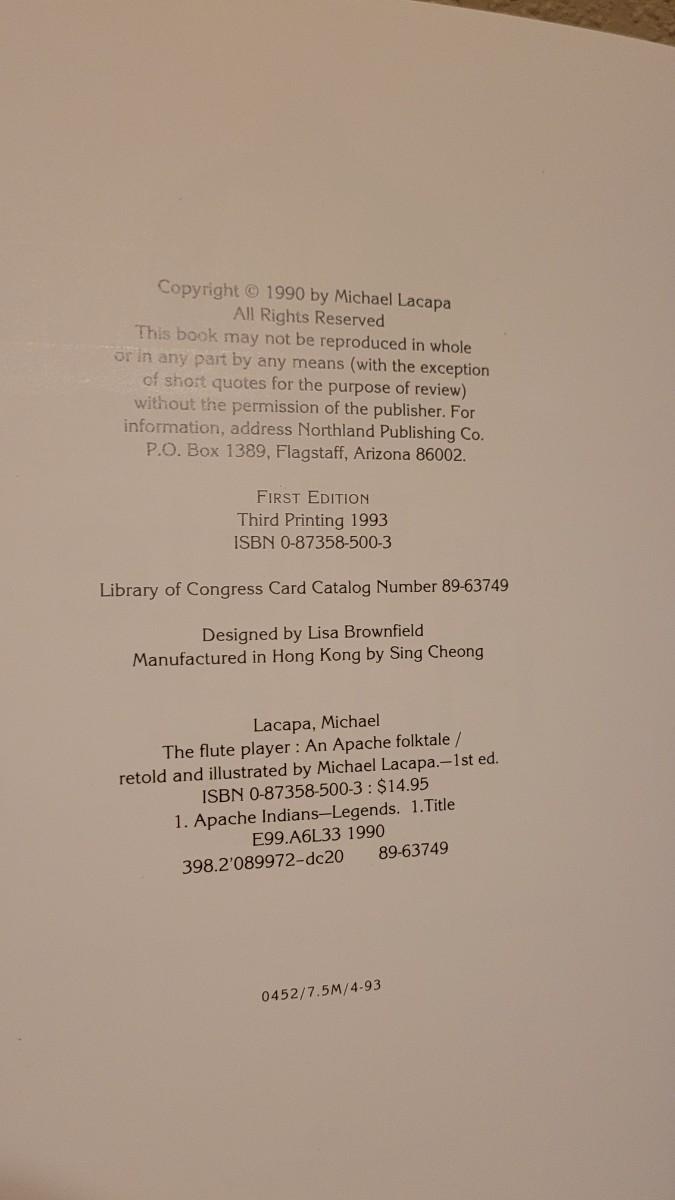 Copyright © 1990 by Michael Lacapa
All Rights Reserved
This book may not be reproduced in whole
or in any part by any means (with the exception
of short quotes for the purpose of review)
without the permission of the publisher. For
information, address Northland Publishing Co.
P.O. Box 1389, Flagstaff, Arizona 86002.
FIRST EDITION
Third Printing 1993
ISBN 0-87358-500-3
Library of Congress Card Catalog Number 89-63749
Designed by Lisa Brownfield
Manufactured in Hong Kong by Sing Cheong
Lacapa, Michael
The flute player : An Apache folktale /
retold and illustrated by Michael Lacapa.—1st ed.
ISBN 0-87358-500-3 : $14.95
1. Apache Indians—Legends. 1.Title
E99.A6L33 1990
398.2'089972–dc20 89-63749
0452/7.5M/4-93